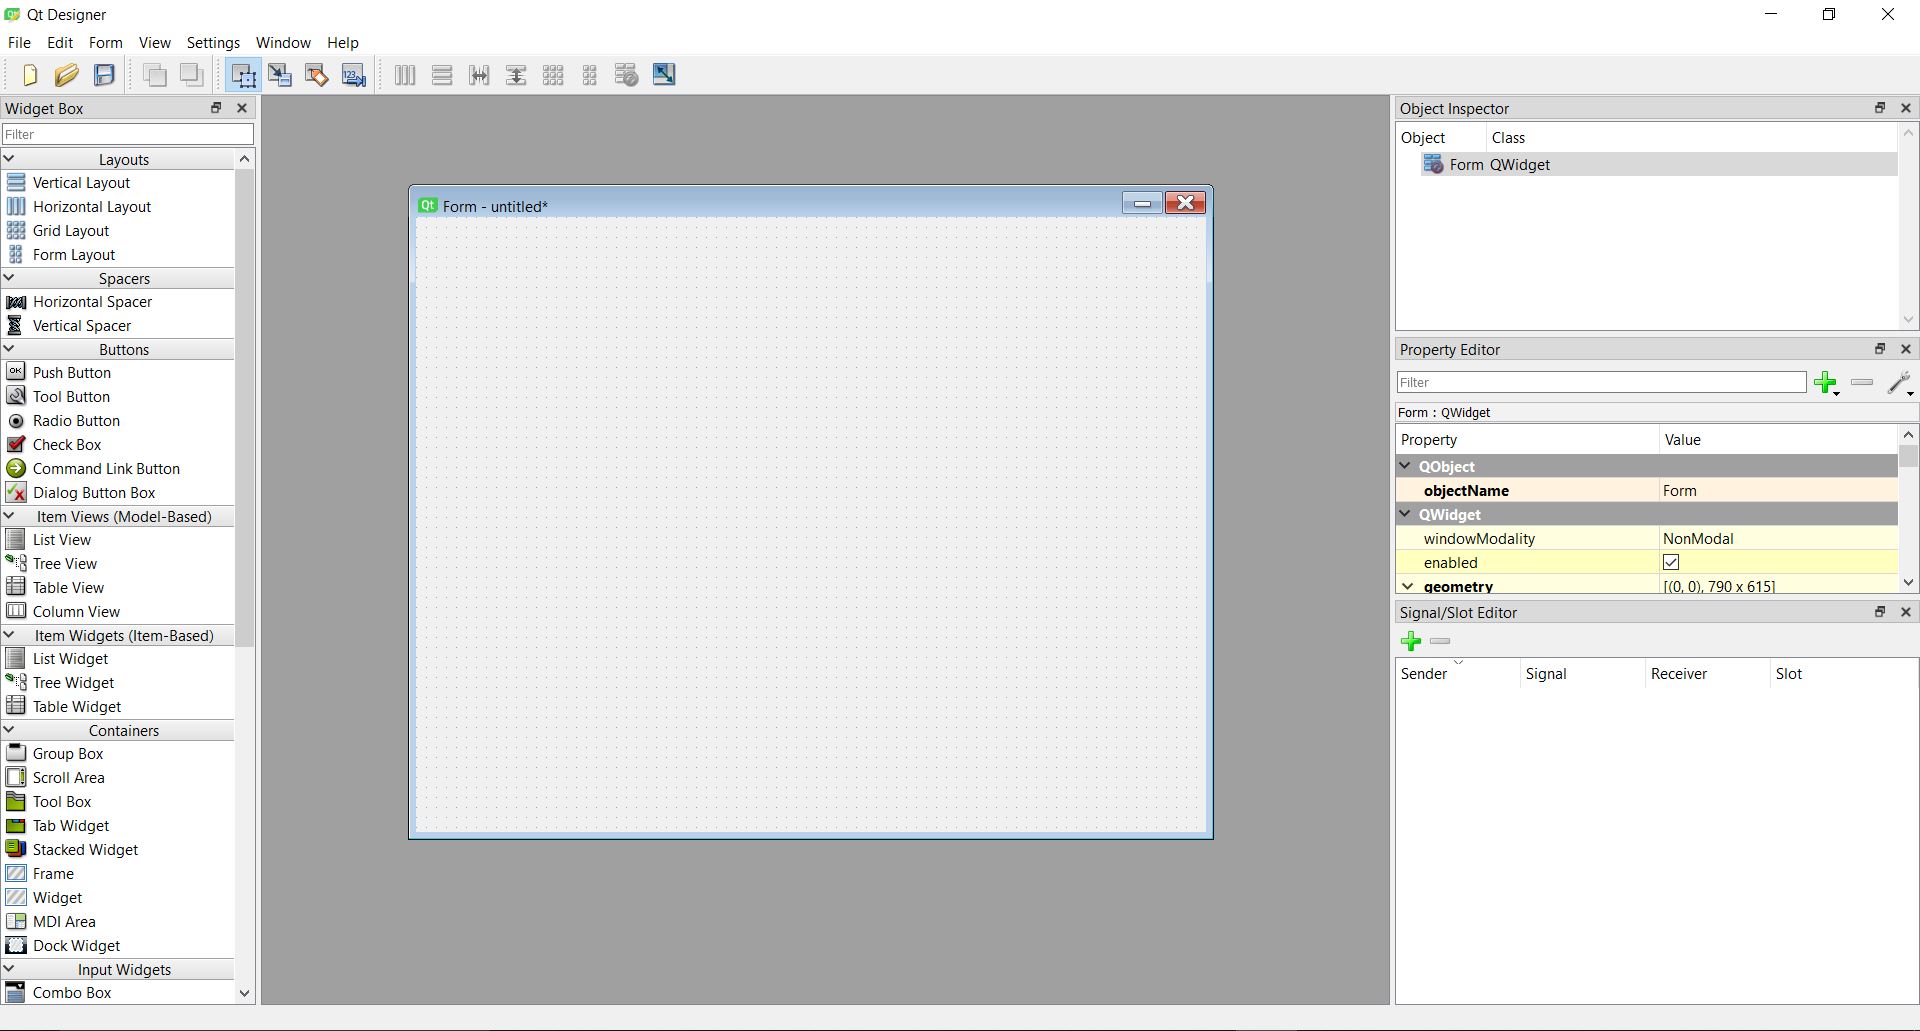 Qt Designer
File Edit Form View Settings Window Help
Widget Box
Filter
Layouts
Vertical Layout
Horizontal Layout
Grid Layout
Form Layout
Spacers
Horizontal Spacer
Vertical Spacer
Buttons
OK Push Button
Tool Button
Radio Button
Check Box
Command Link Button
Dialog Button Box
Item Views (Model-Based)
List View
Tree View
Table View
Column View
Item Widgets (Item-Based)
List Widget
Tree Widget
Table Widget
Containers
Group Box
Scroll Area
Tool Box
Tab Widget
Stacked Widget
Frame
Widget
MDI Area
Dock Widget
Input Widgets
Combo Box
Qt Form - untitled*
Object Inspector
Object Class
Form QWidget
Property Editor
Filter
Form : QWidget
Property Value
QObject
objectName Form
QWidget
windowModality NonModal
enabled
geometry [(0, 0), 790 x 615]
Signal/Slot Editor
Sender Signal Receiver Slot